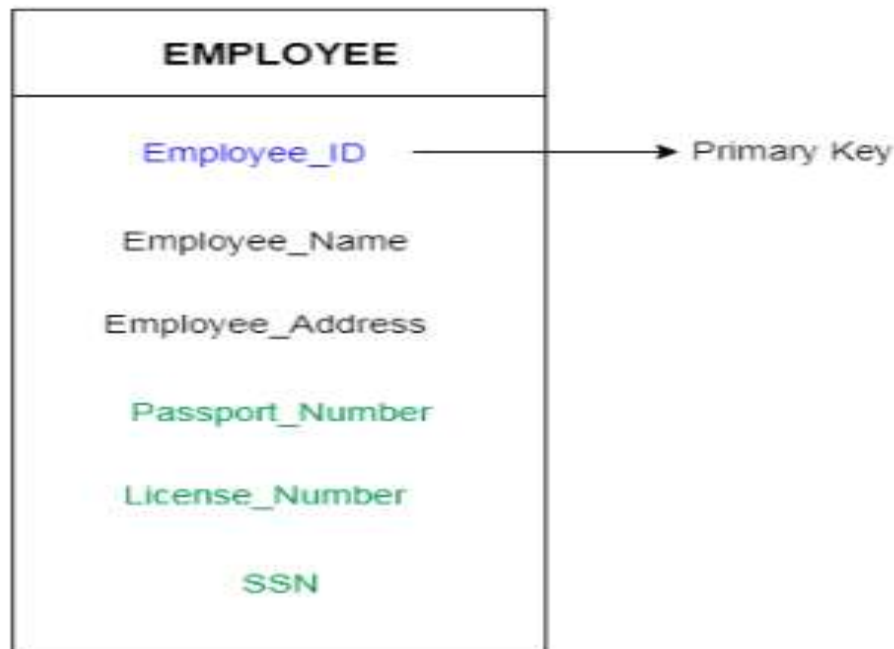 EMPLOYEE
Employee_ID
Primary Key
Employee_Name
Employee_Address
Passport_Number
License_Number
SSN